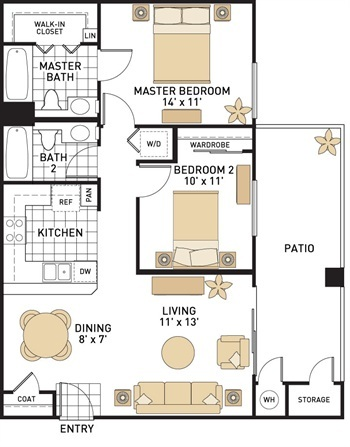 WALK-IN
CLOSET
LIN
MASTER
BATH
MASTER BEDROOM
14' x 11'
BATH
2
W/D
WARDROBE
BEDROOM 2
10' x 11'
REF
PAN
KITCHEN
DW
PATIO
LIVING
11' x 13'
DINING
8' x 7'
COAT
ENTRY
WH
STORAGE